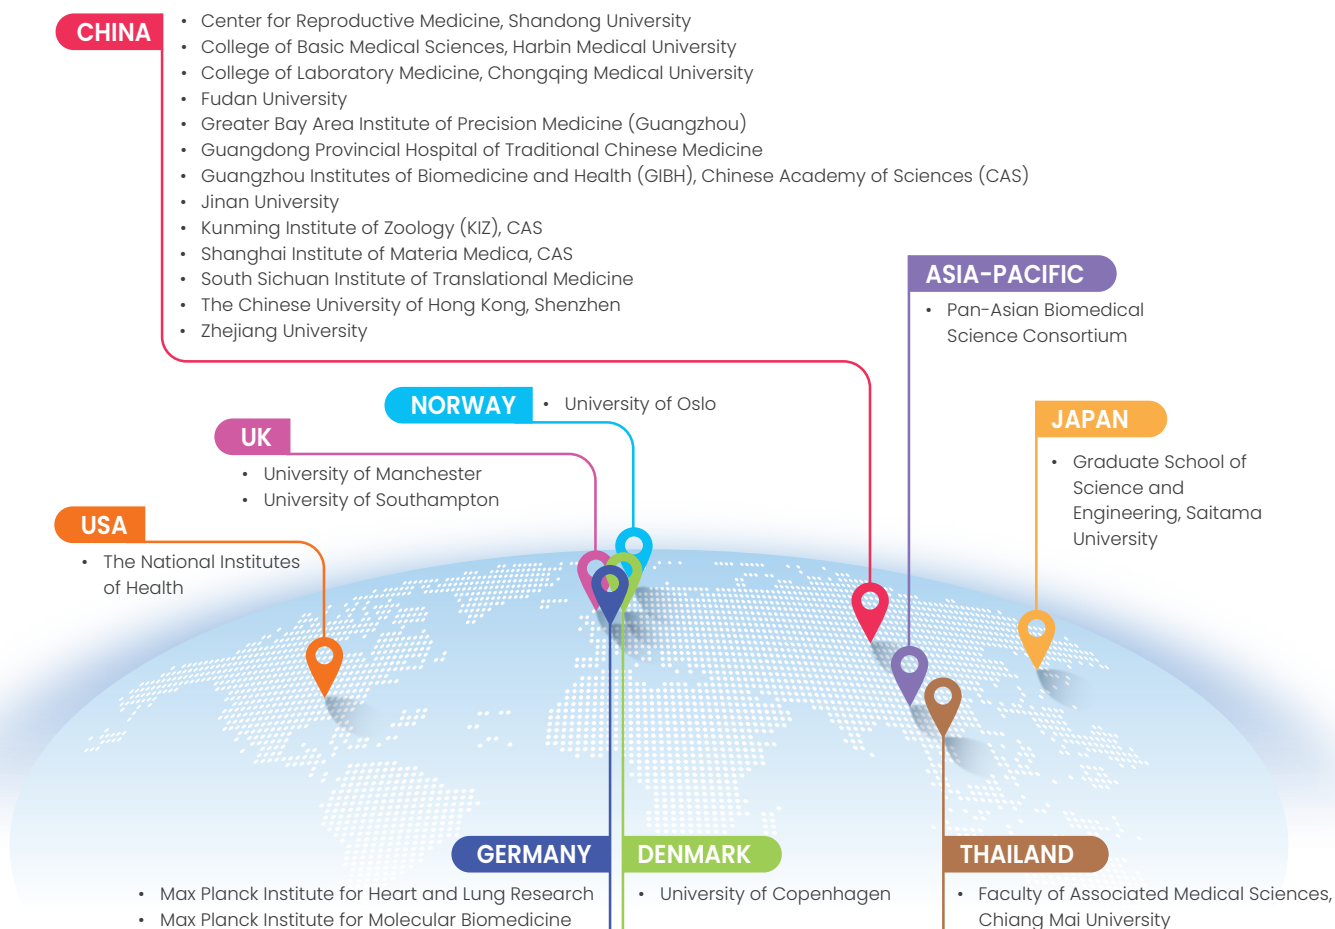 CHINA
• Center for Reproductive Medicine, Shandong University
• College of Basic Medical Sciences, Harbin Medical University
• College of Laboratory Medicine, Chongqing Medical University
• Fudan University
• Greater Bay Area Institute of Precision Medicine (Guangzhou)
• Guangdong Provincial Hospital of Traditional Chinese Medicine
• Guangzhou Institutes of Biomedicine and Health (GIBH), Chinese Academy of Sciences (CAS)
• Jinan University
• Kunming Institute of Zoology (KIZ), CAS
• Shanghai Institute of Materia Medica, CAS
• South Sichuan Institute of Translational Medicine
• The Chinese University of Hong Kong, Shenzhen
• Zhejiang University
ASIA-PACIFIC
• Pan-Asian Biomedical
Science Consortium
NORWAY
• University of Oslo
UK
• University of Manchester
• University of Southampton
JAPAN
• Graduate School of
Science and
Engineering, Saitama
University
USA
• The National Institutes
of Health
GERMANY
• Max Planck Institute for Heart and Lung Research
• Max Planck Institute for Molecular Biomedicine
DENMARK
• University of Copenhagen
THAILAND
• Faculty of Associated Medical Sciences,
Chiang Mai University